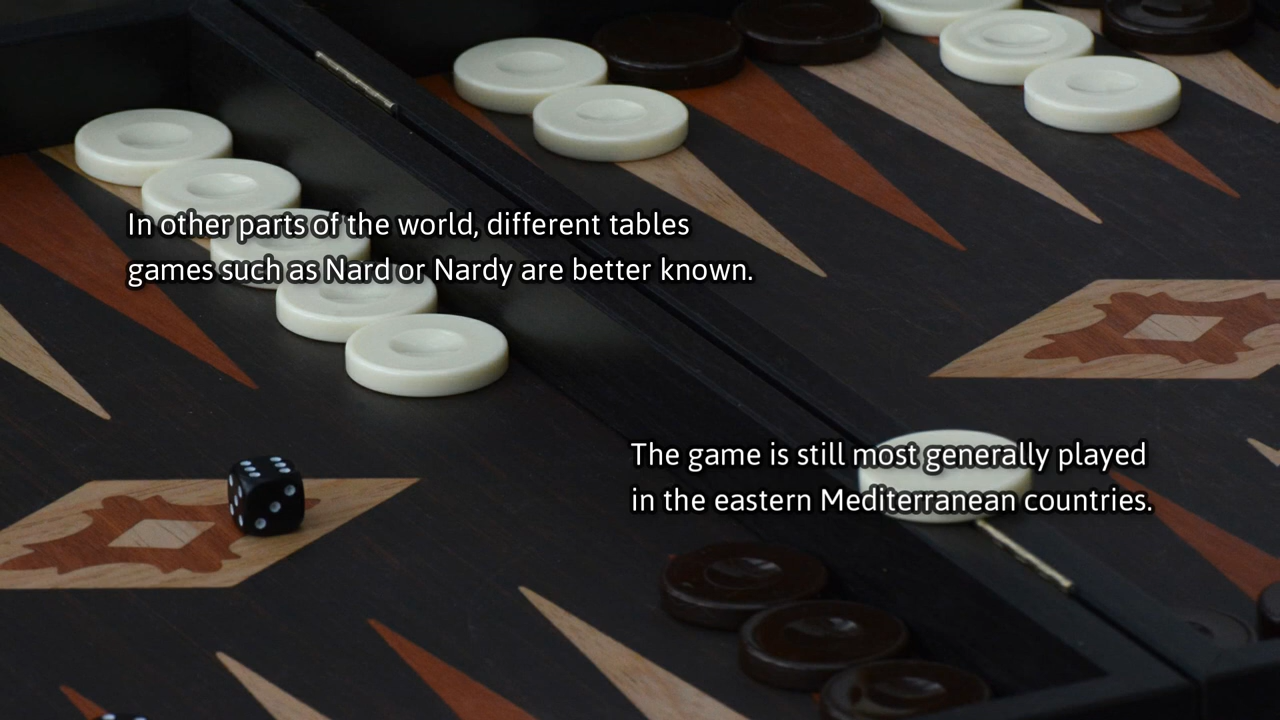 In other parts of the world, different tables
games such as Nard or Nardy are better known.
The game is still most generally played
in the eastern Mediterranean countries.